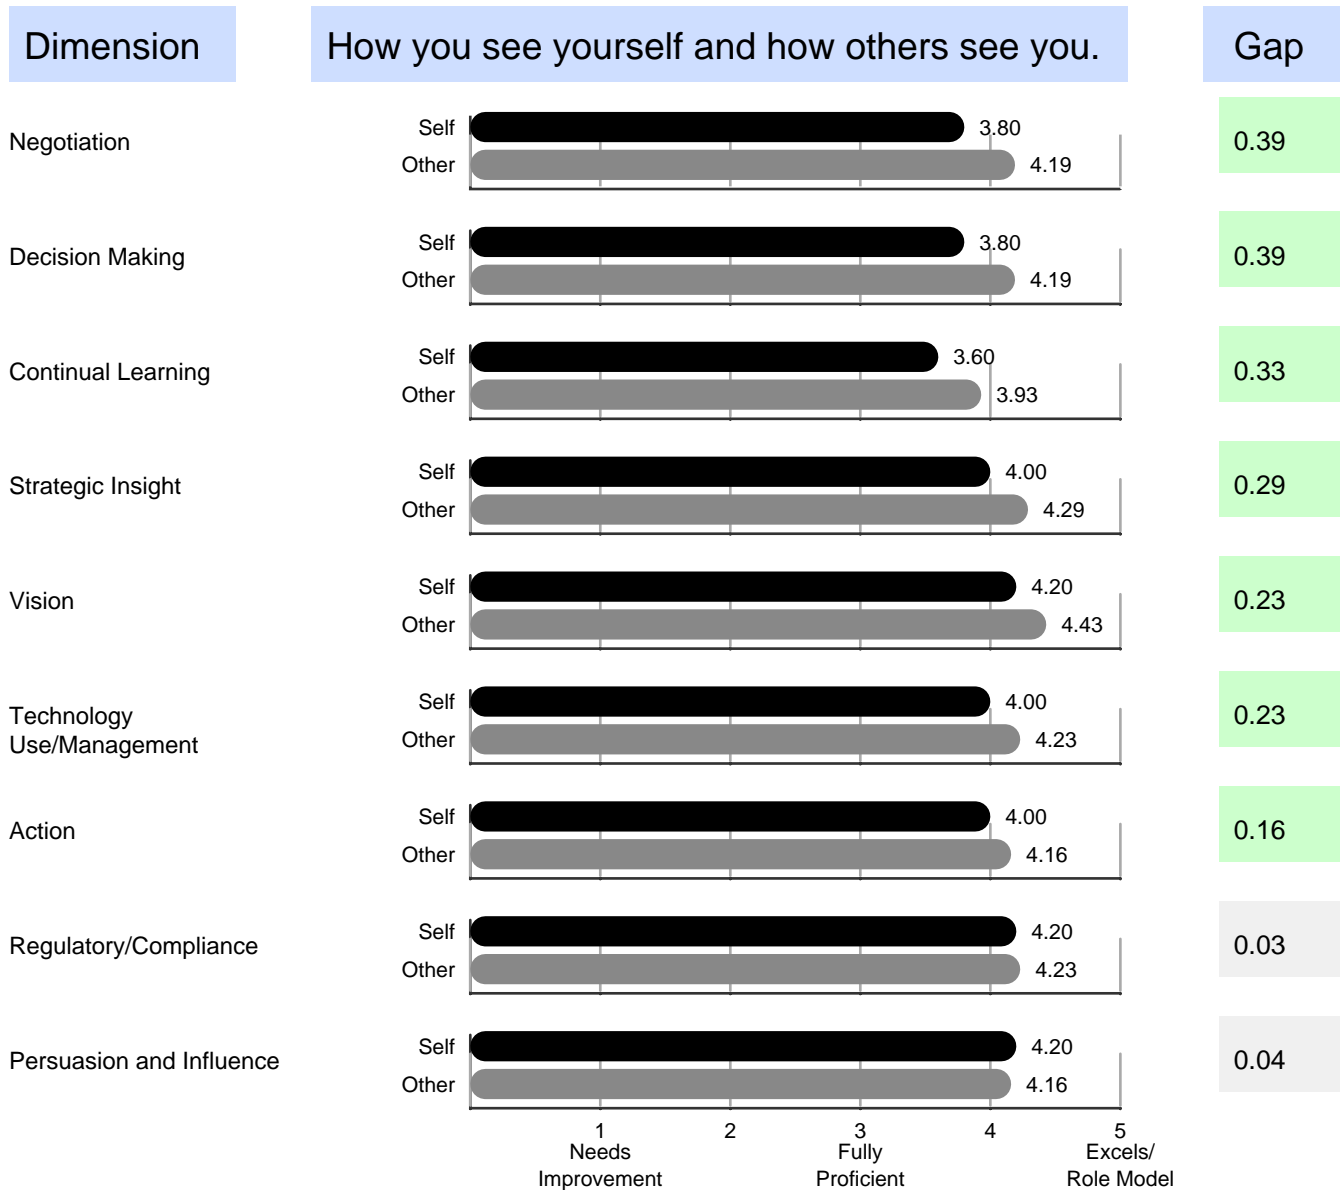 Dimension
How you see yourself and how others see you.
Gap
Negotiation
Self
3.80
Other
4.19
0.39
Decision Making
Self
3.80
Other
4.19
0.39
Continual Learning
Self
3.60
Other
3.93
0.33
Strategic Insight
Self
4.00
Other
4.29
0.29
Vision
Self
4.20
Other
4.43
0.23
Technology
Use/Management
Self
4.00
Other
4.23
0.23
Action
Self
4.00
Other
4.16
0.16
Regulatory/Compliance
Self
4.20
Other
4.23
0.03
Persuasion and Influence
Self
4.20
Other
4.16
0.04
1
Needs
Improvement
2
3
Fully
Proficient
4
5
Excels/
Role Model